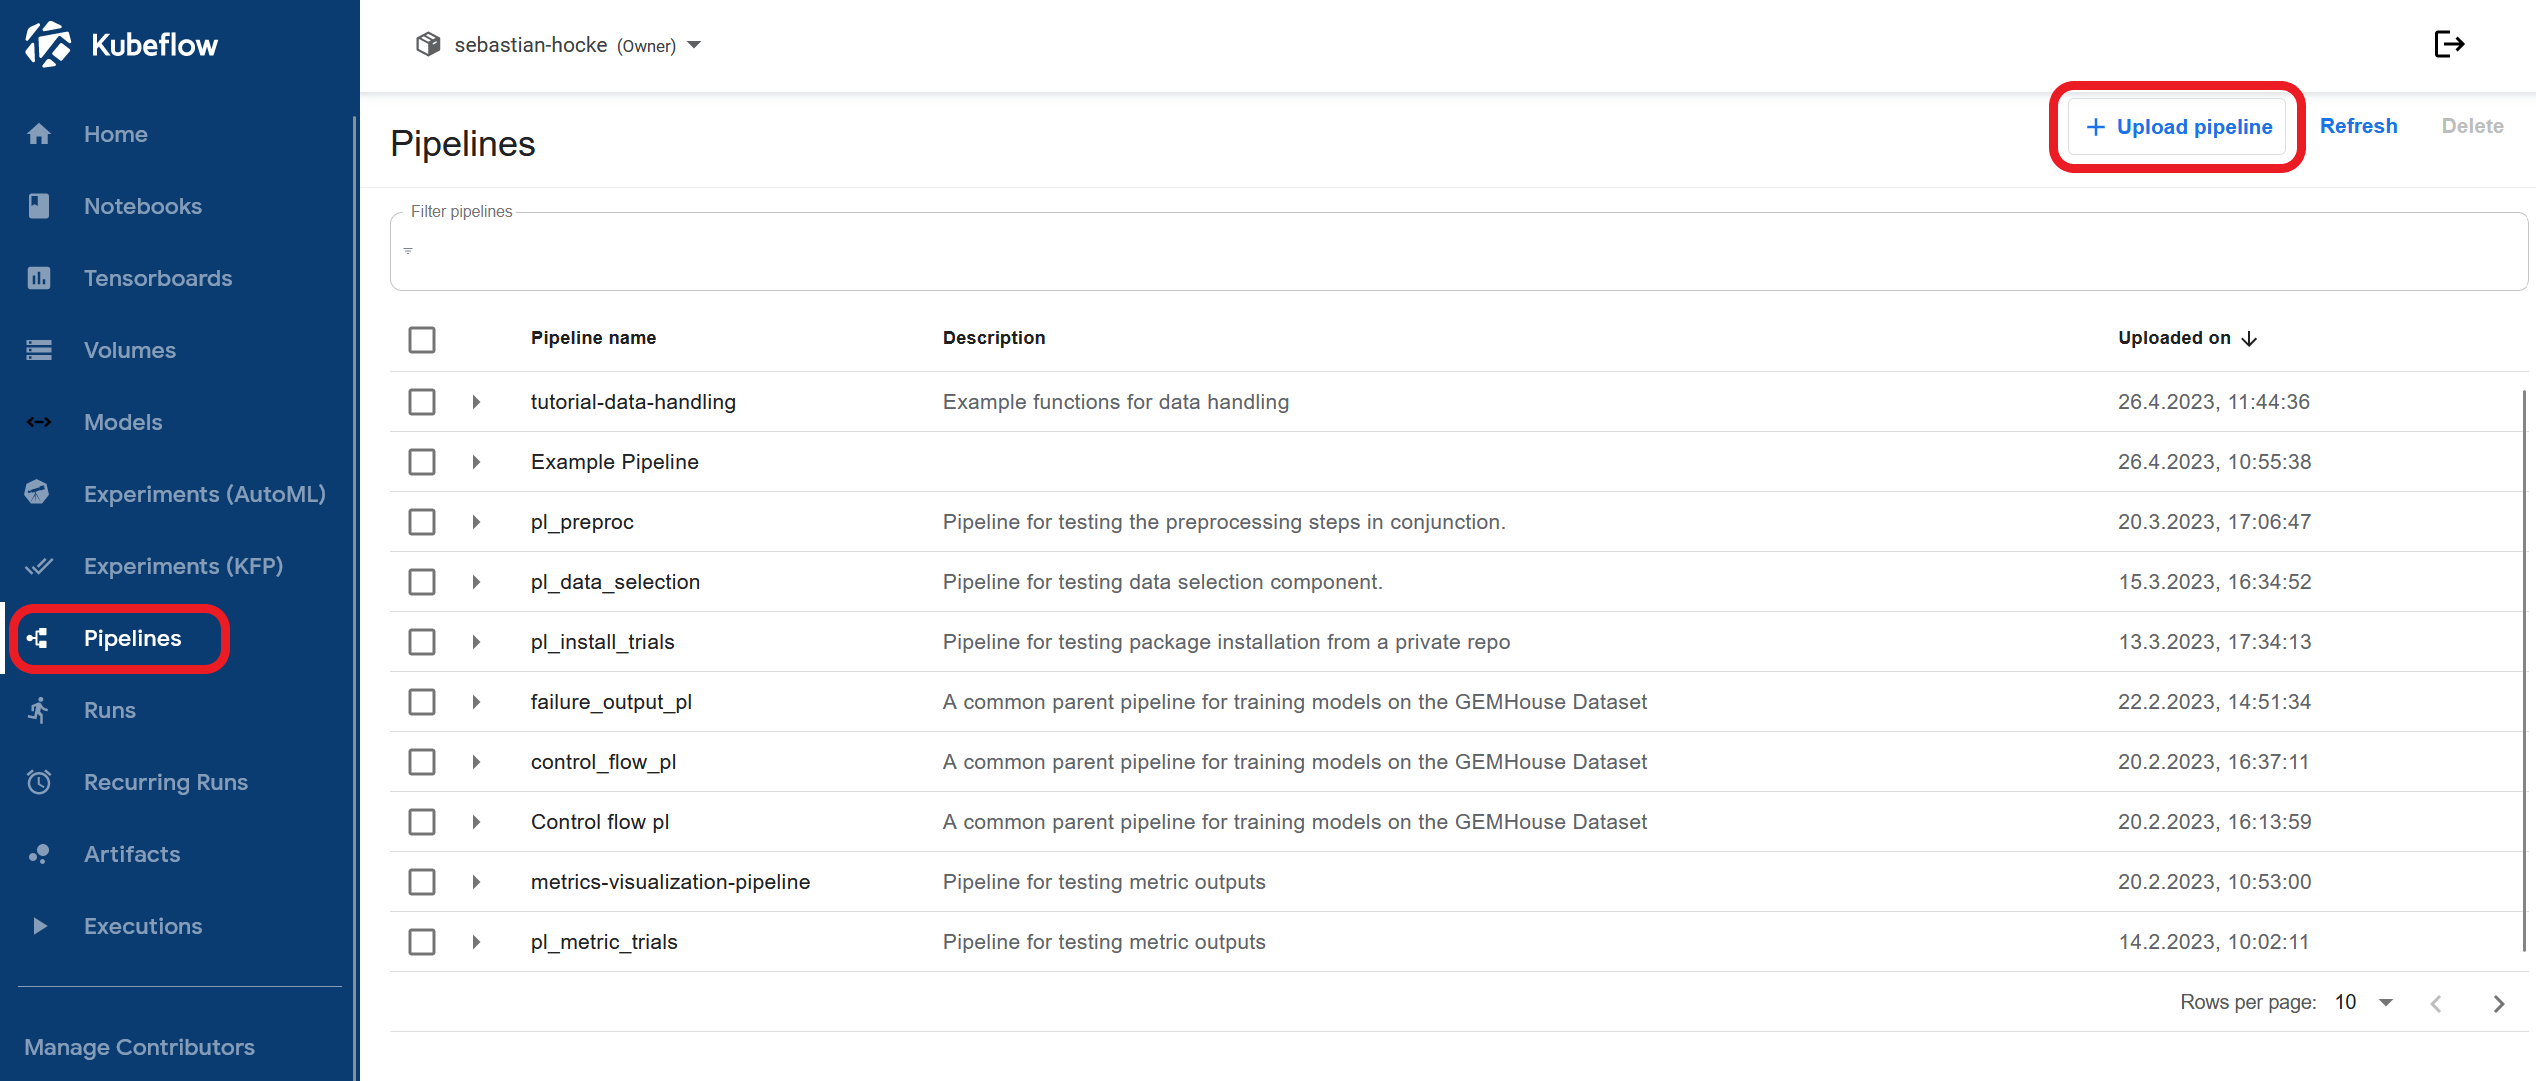 Kubeflow
sebastian-hocke (Owner)
Home
Notebooks
Tensorboards
Volumes
Models
Experiments (AutoML)
Experiments (KFP)
Pipelines
Runs
Recurring Runs
Artifacts
Executions
Manage Contributors
Pipelines
+ Upload pipeline Refresh Delete
Filter pipelines
Pipeline name Description Uploaded on
tutorial-data-handling Example functions for data handling 26.4.2023, 11:44:36
Example Pipeline 26.4.2023, 10:55:38
pl_preproc Pipeline for testing the preprocessing steps in conjunction. 20.3.2023, 17:06:47
pl_data_selection Pipeline for testing data selection component. 15.3.2023, 16:34:52
pl_install_trials Pipeline for testing package installation from a private repo 13.3.2023, 17:34:13
failure_output_pl A common parent pipeline for training models on the GEMHouse Dataset 22.2.2023, 14:51:34
control_flow_pl A common parent pipeline for training models on the GEMHouse Dataset 20.2.2023, 16:37:11
Control flow pl A common parent pipeline for training models on the GEMHouse Dataset 20.2.2023, 16:13:59
metrics-visualization-pipeline Pipeline for testing metric outputs 20.2.2023, 10:53:00
pl_metric_trials Pipeline for testing metric outputs 14.2.2023, 10:02:11
Rows per page: 10